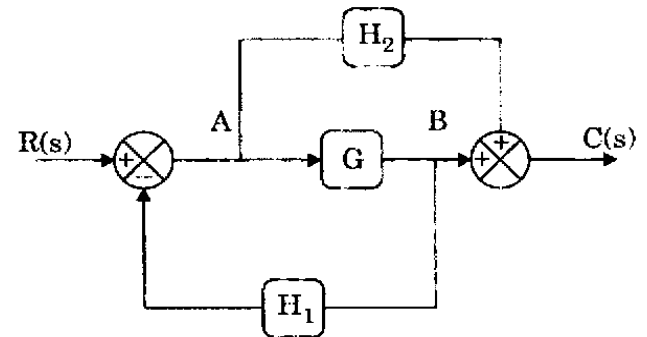 H₂
A
B
R(s)
+
−
G
+
+
C(s)
H₁